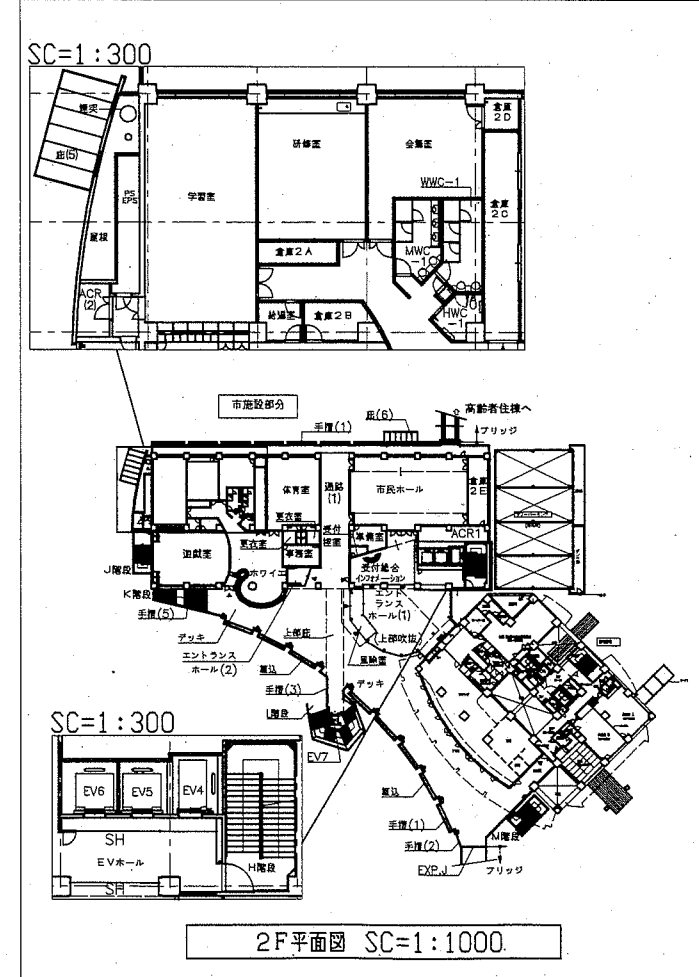 SC=1:300
煙突
庇(5)
PS
EPS
屋根
ACR
(2)
学習室
研修室
会議室
倉庫
2D
WWC-1
倉庫
2C
倉庫2A
MWC
-1
給湯室
倉庫2B
HWC
-1
市施設部分
手摺(1)
庇(6)
高齢者住棟へ
ブリッジ
体育室
通路
(1)
市民ホール
倉庫
2E
更衣室
受付
控室
準備室
ACR1
遊戯室
更衣室
事務室
ホワイエ
受付総合
インフォメーション
J階段
K階段
手摺(5)
デッキ
エントランス
ホール(2)
上部庇
エント
ランス
ホール(1)
上部吹抜
風除室
植込
手摺(3)
デッキ
L階段
EV7
SC=1:300
EV6
EV5
EV4
SH
EVホール
SH
H階段
植込
手摺(1)
手摺(2)
M階段
EXP.J
ブリッジ
2F平面図 SC=1:1000